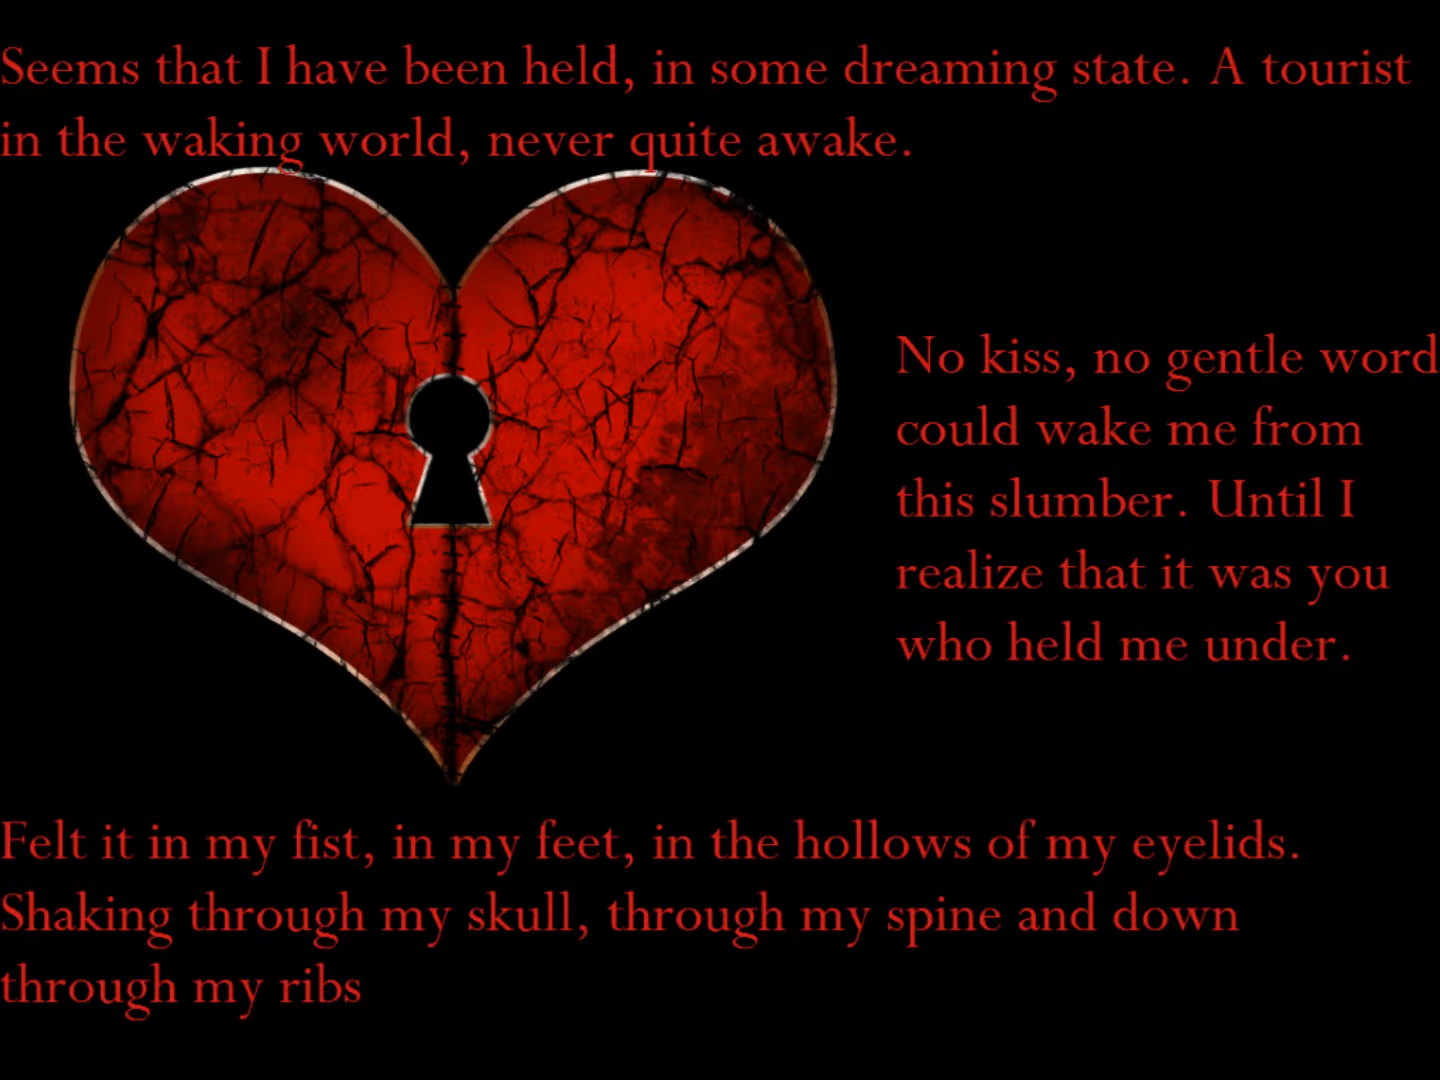 Seems that I have been held, in some dreaming state. A tourist
in the waking world, never quite awake.
No kiss, no gentle word
could wake me from
this slumber. Until I
realize that it was you
who held me under.
Felt it in my fist, in my feet, in the hollows of my eyelids.
Shaking through my skull, through my spine and down
through my ribs